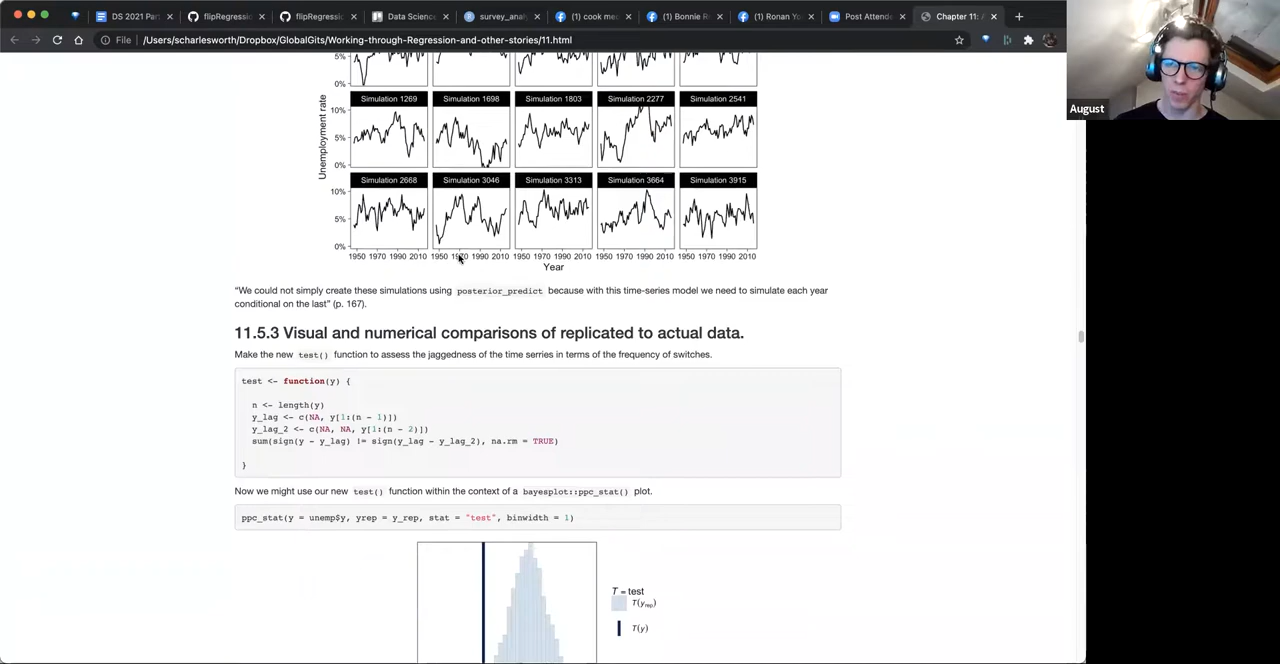 DS 2021 Par
flipRegressio
flipRegressio
Data Scienc
survey_anal
(1) cook me
(1) Bonnie R
(1) Ronan Yo
Post Attende
Chapter 11: A
File /Users/scharlesworth/Dropbox/GlobalGits/Working-through-Regression-and-other-stories/11.html
August
5%
0%
Unemployment rate
Simulation 1269 Simulation 1698 Simulation 1803 Simulation 2277 Simulation 2541
10%
5%
0%
Simulation 2668 Simulation 3046 Simulation 3313 Simulation 3664 Simulation 3915
10%
5%
0%
1950 1970 1990 2010 1950 1970 1990 2010 1950 1970 1990 2010 1950 1970 1990 2010 1950 1970 1990 2010
Year
“We could not simply create these simulations using posterior_predict because with this time-series model we need to simulate each year
conditional on the last” (p. 167).
11.5.3 Visual and numerical comparisons of replicated to actual data.
Make the new test() function to assess the jaggedness of the time serries in terms of the frequency of switches.
test <- function(y) {
n <- length(y)
y_lag <- c(NA, y[1:(n - 1)])
y_lag_2 <- c(NA, NA, y[1:(n - 2)])
sum(sign(y - y_lag) != sign(y_lag - y_lag_2), na.rm = TRUE)
}
Now we might use our new test() function within the context of a bayesplot::ppc_stat() plot.
ppc_stat(y = unemp$y, yrep = y_rep, stat = "test", binwidth = 1)
T = test
T(yrep)
T(y)